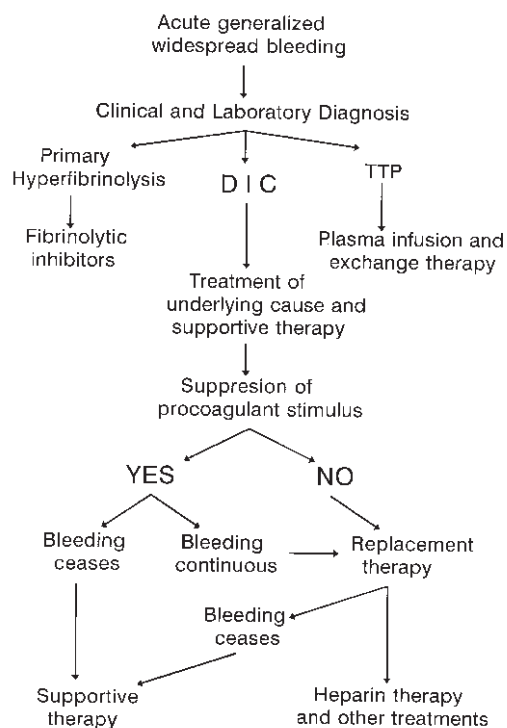 Acute generalized
widespread bleeding
Clinical and Laboratory Diagnosis
Primary
Hyperfibrinolysis
D I C
TTP
Fibrinolytic
inhibitors
Plasma infusion and
exchange therapy
Treatment of
underlying cause and
supportive therapy
Suppresion of
procoagulant stimulus
YES
NO
Bleeding
ceases
Bleeding
continuous
Replacement
therapy
Bleeding
ceases
Supportive
therapy
Heparin therapy
and other treatments